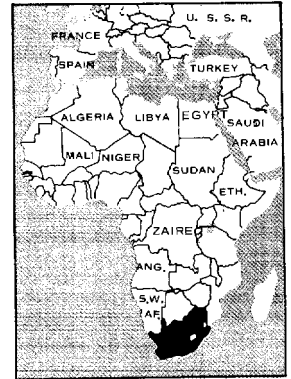 U. S. S. R.
FRANCE
SPAIN
TURKEY
ALGERIA
LIBYA
EGYPT
SAUDI
ARABIA
MALI
NIGER
SUDAN
ETH.
ZAIRE
ANG.
S.W.
AF.